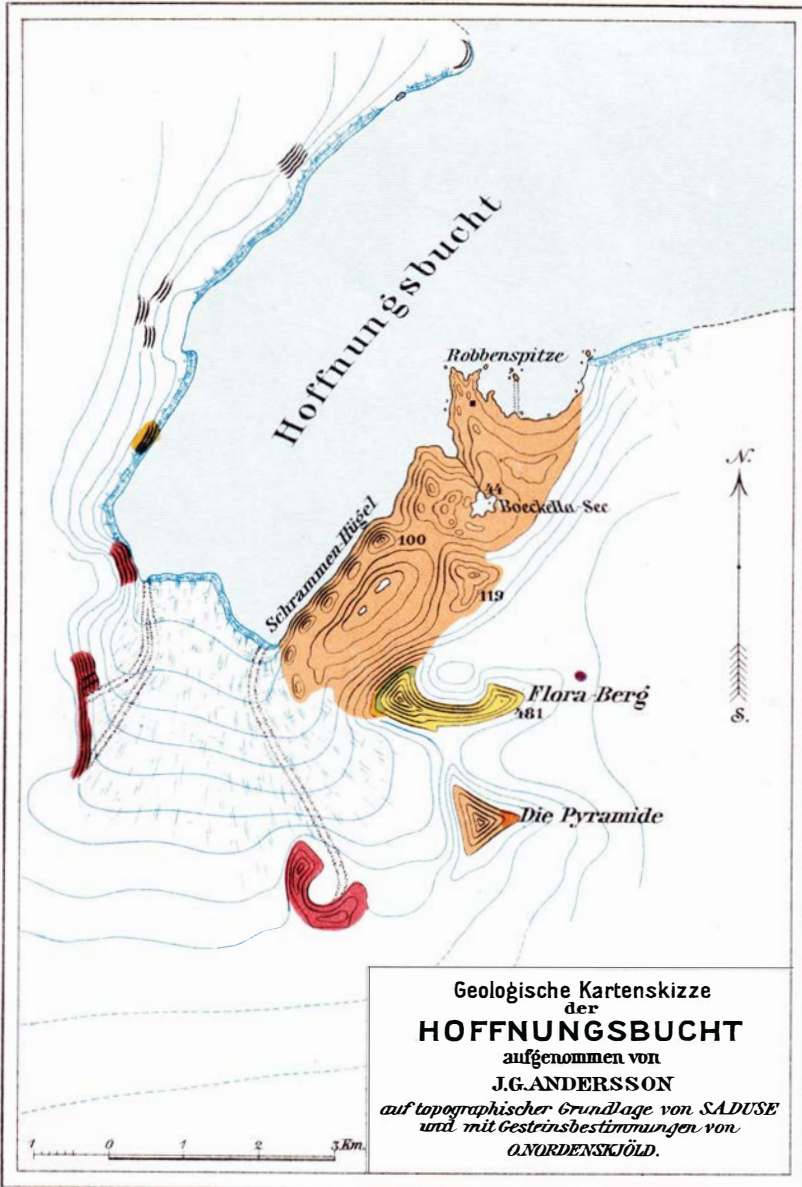 Hoffnungsbucht
Robbenspitze
44
Boeckella-See
Schrammen-Hügel
100
119
N.
S.
Flora-Berg
481
Die Pyramide
Geologische Kartenskizze
der
HOFFNUNGSBUCHT
aufgenommen von
J.G.ANDERSSON
auf topographischer Grundlage von S.A.DUSE
und mit Gesteinsbestimmungen von
O.NORDENSKJÖLD.
1 0 1 2 3 Km.